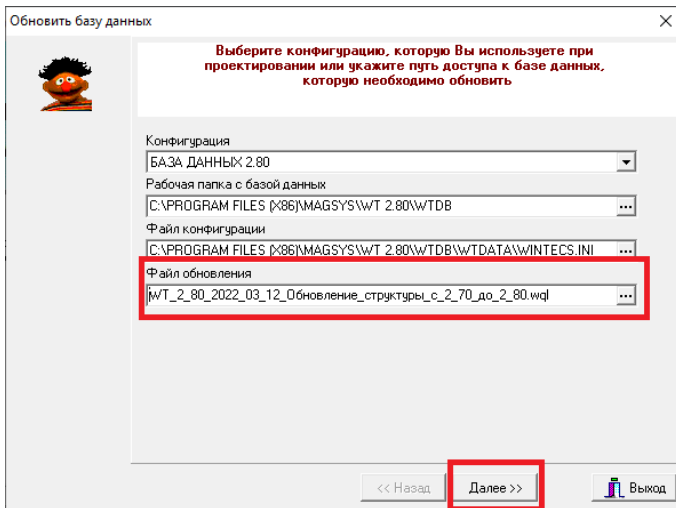 Обновить базу данных
Выберите конфигурацию, которую Вы используете при
проектировании или укажите путь доступа к базе данных,
которую необходимо обновить
Конфигурация
БАЗА ДАННЫХ 2.80
Рабочая папка с базой данных
C:\PROGRAM FILES (X86)\MAGSYS\WT 2.80\WTDB
...
Файл конфигурации
C:\PROGRAM FILES (X86)\MAGSYS\WT 2.80\WTDB\WTDATA\WINTECS.INI
...
Файл обновления
WT_2_80_2022_03_12_Обновление_структуры_с_2_70_до_2_80.wql
...
<< Назад
Далее >>
Выход